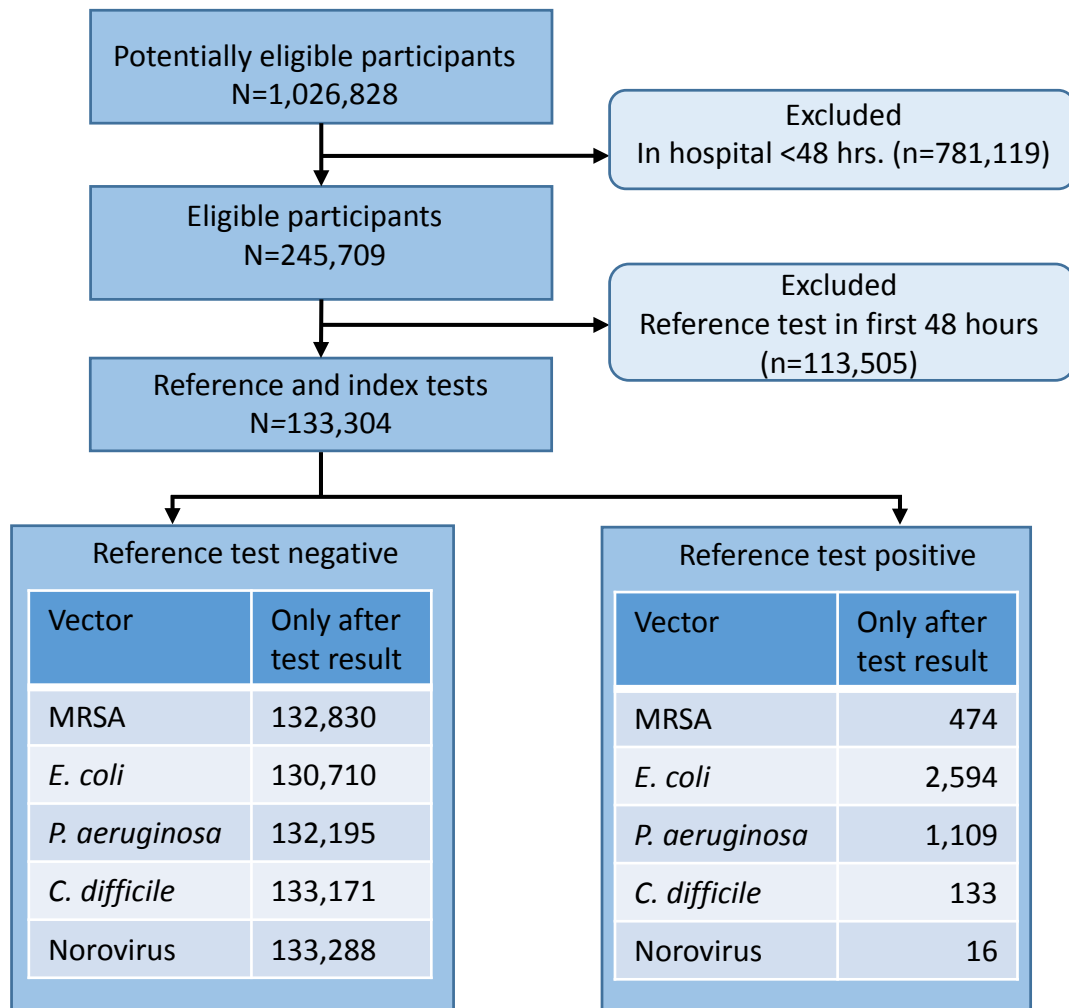 Potentially eligible participants
N=1,026,828
Excluded
In hospital <48 hrs. (n=781,119)
Eligible participants
N=245,709
Excluded
Reference test in first 48 hours
(n=113,505)
Reference and index tests
N=133,304
Reference test negative
Vector Only after
test result
MRSA 132,830
E. coli 130,710
P. aeruginosa 132,195
C. difficile 133,171
Norovirus 133,288
Reference test positive
Vector Only after
test result
MRSA 474
E. coli 2,594
P. aeruginosa 1,109
C. difficile 133
Norovirus 16